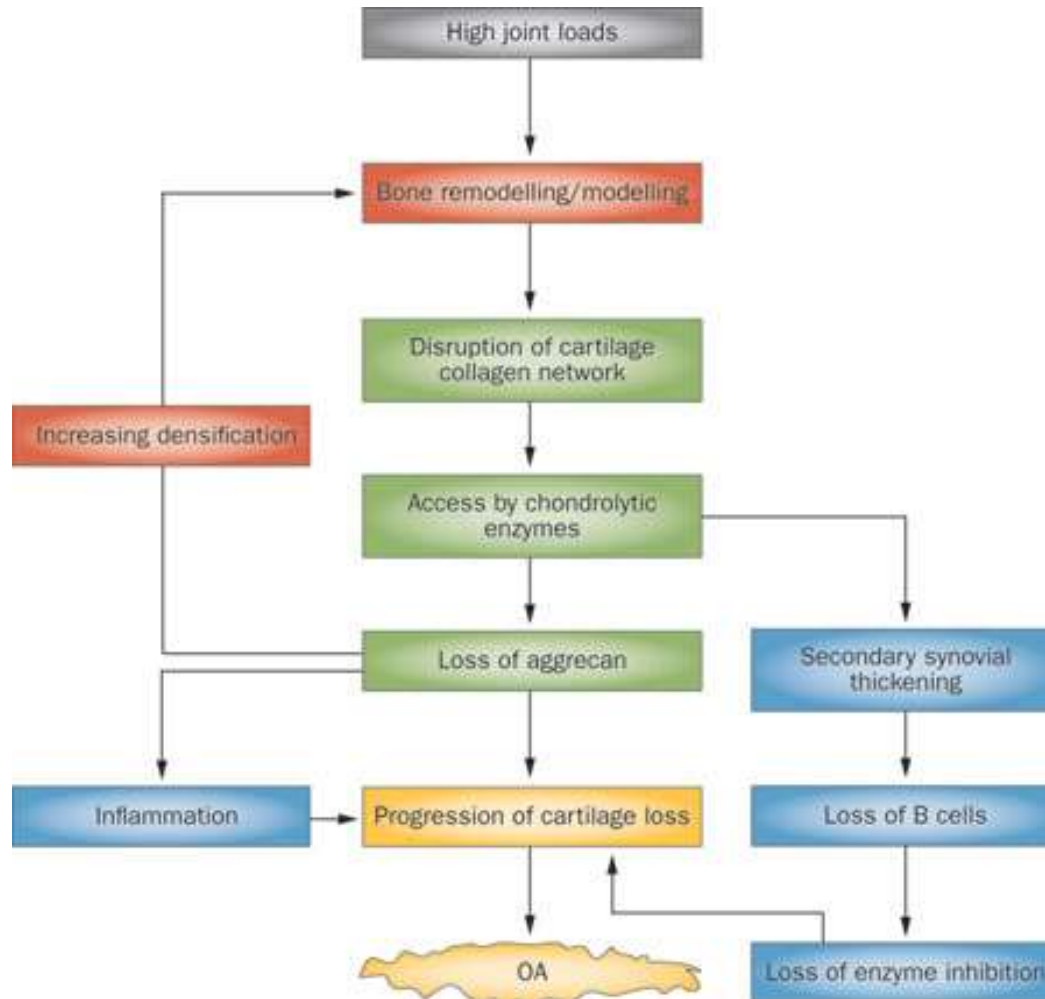 High joint loads
Bone remodelling/modelling
Disruption of cartilage
collagen network
Increasing densification
Access by chondrolytic
enzymes
Loss of aggrecan
Secondary synovial
thickening
Inflammation
Progression of cartilage loss
Loss of B cells
OA
Loss of enzyme inhibition